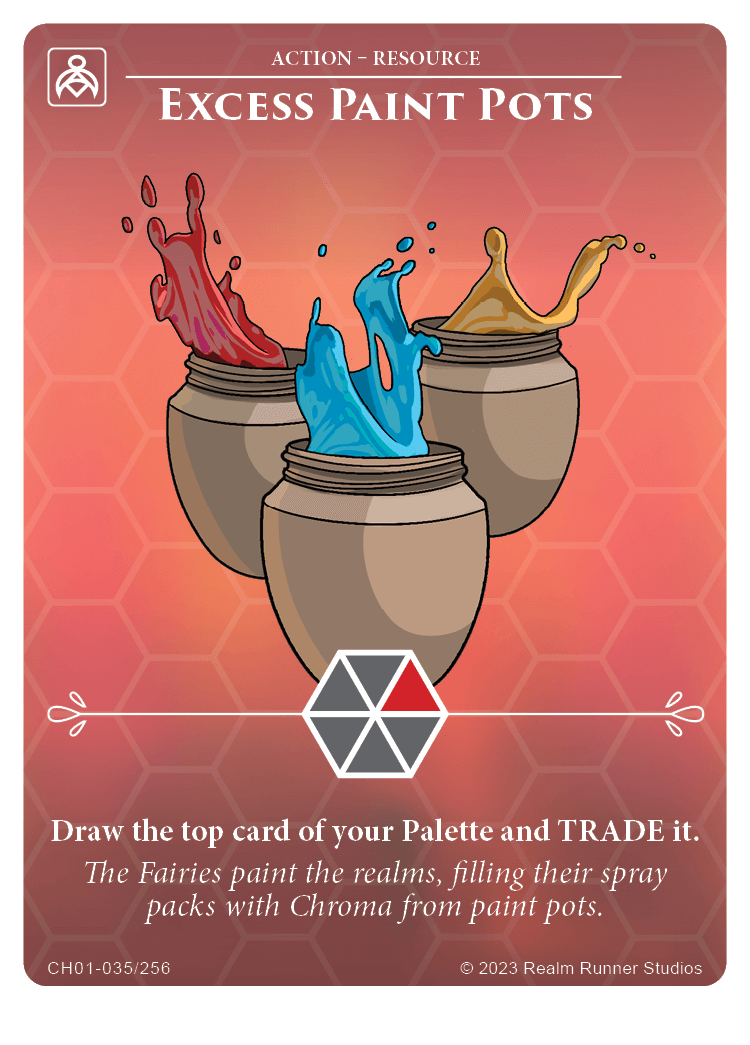 ACTION – RESOURCE
EXCESS PAINT POTS
Draw the top card of your Palette and TRADE it.
The Fairies paint the realms, filling their spray
packs with Chroma from paint pots.
CH01-035/256
© 2023 Realm Runner Studios